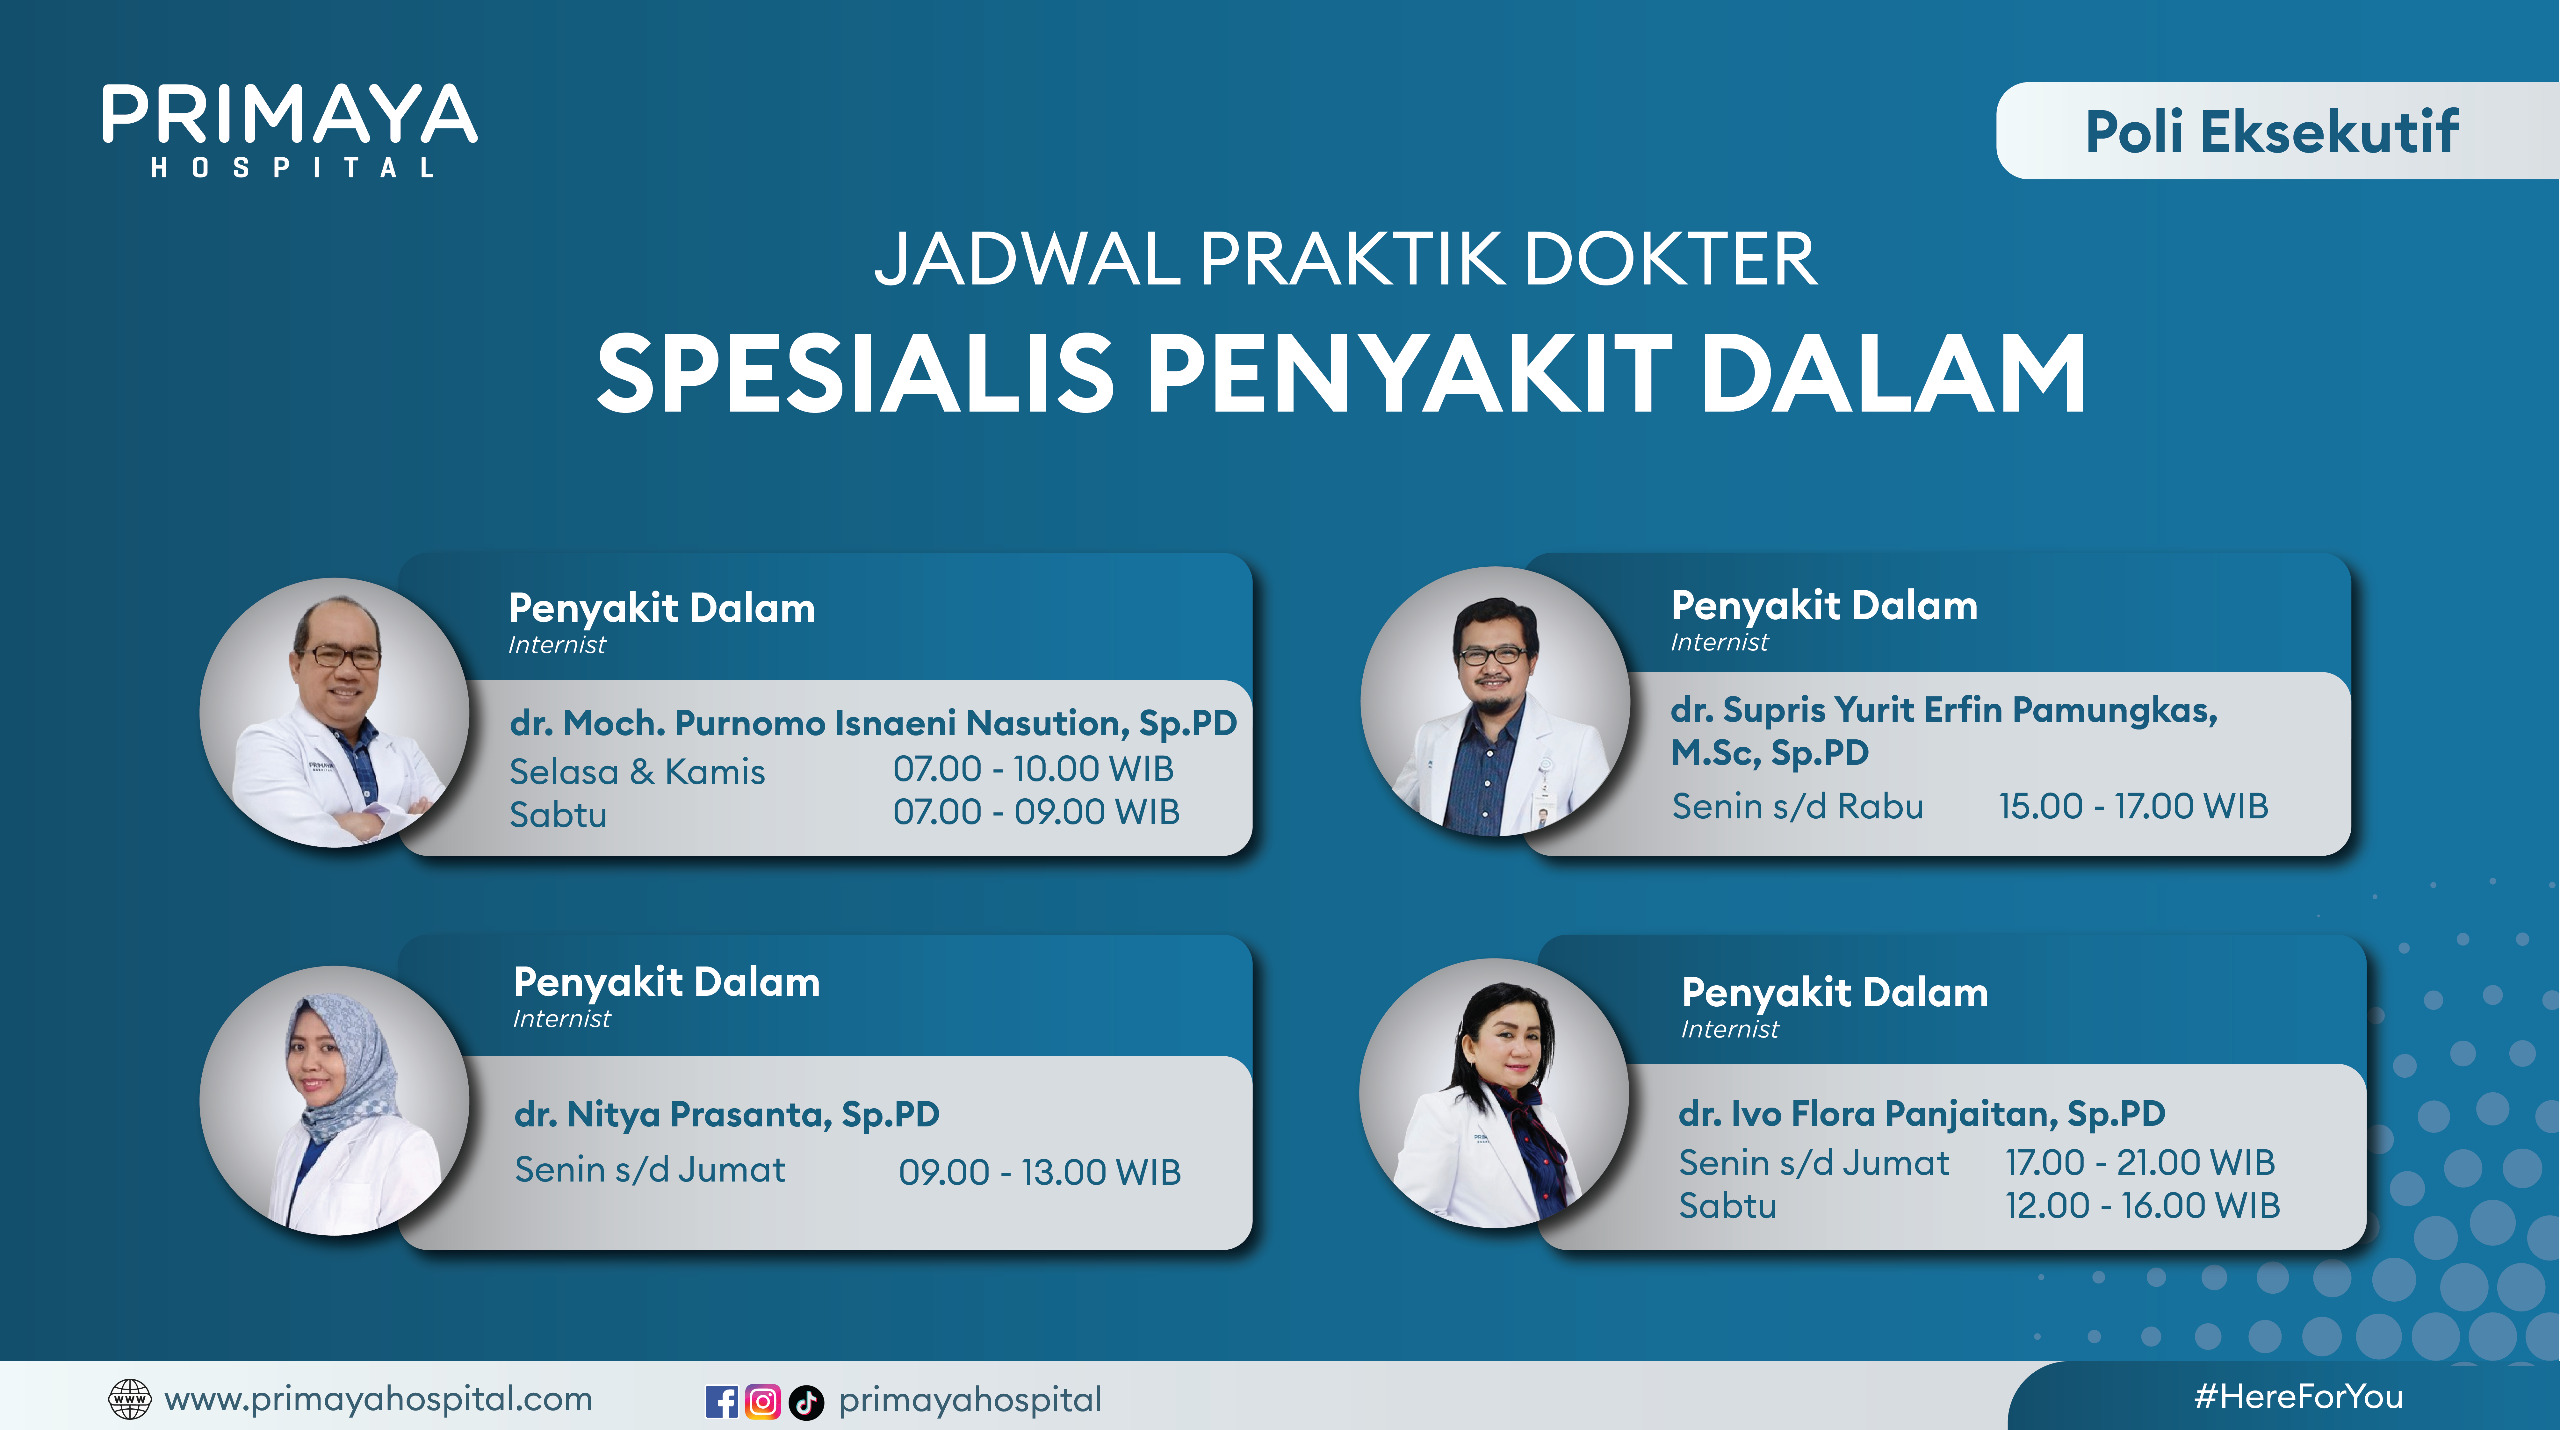 PRIMAYA
HOSPITAL
Poli Eksekutif
JADWAL PRAKTIK DOKTER
SPESIALIS PENYAKIT DALAM
Penyakit Dalam
Internist
dr. Moch. Purnomo Isnaeni Nasution, Sp.PD
Selasa & Kamis 07.00 - 10.00 WIB
Sabtu 07.00 - 09.00 WIB
Penyakit Dalam
Internist
dr. Supris Yurit Erfin Pamungkas,
M.Sc, Sp.PD
Senin s/d Rabu 15.00 - 17.00 WIB
Penyakit Dalam
Internist
dr. Nitya Prasanta, Sp.PD
Senin s/d Jumat 09.00 - 13.00 WIB
Penyakit Dalam
Internist
dr. Ivo Flora Panjaitan, Sp.PD
Senin s/d Jumat 17.00 - 21.00 WIB
Sabtu 12.00 - 16.00 WIB
www.primayahospital.com
primayahospital
#HereForYou